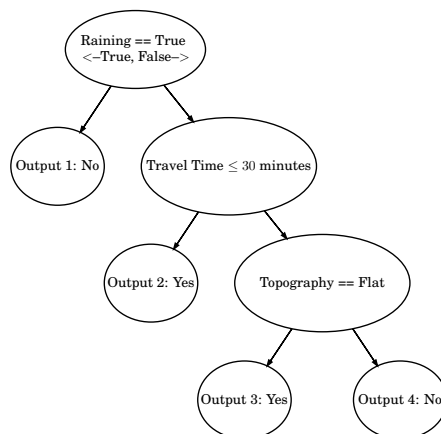 Raining == True
<–True, False–>
Output 1: No
Travel Time ≤ 30 minutes
Output 2: Yes
Topography == Flat
Output 3: Yes
Output 4: No